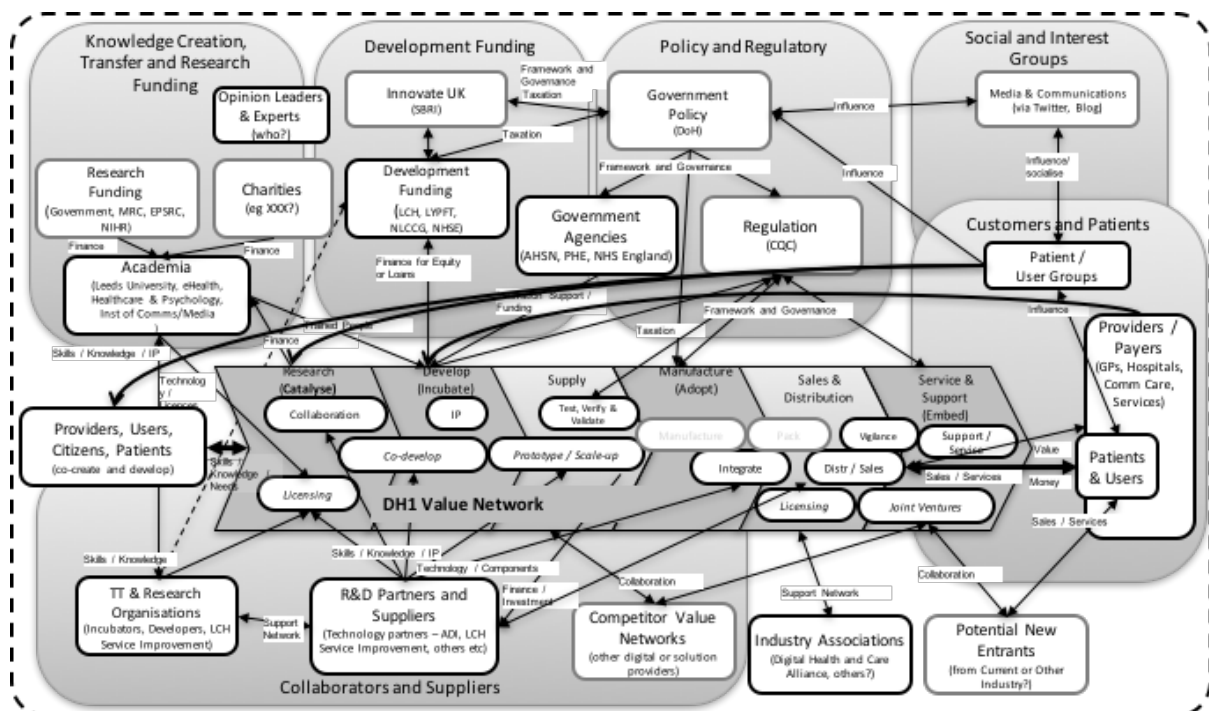 Knowledge Creation,
Transfer and Research
Funding
Opinion Leaders
& Experts
(who?)
Research
Funding
(Government, MRC, EPSRC,
NIHR)
Charities
(eg XXX?)
Finance
Finance
Academia
(Leeds University, eHealth,
Healthcare & Psychology,
Inst of Comms/Media
Development Funding
Innovate UK
(SBRI)
Framework and
Governance
Taxation
Taxation
Development
Funding
(LCH, LYPFT,
NLCCG, NHSE)
Finance for Equity
or Loans
Policy and Regulatory
Government
Policy
(DoH)
Framework and Governance
Government
Agencies
(AHSN, PHE, NHS England)
Regulation
(CQC)
Support /
Funding
Framework and Governance
Taxation
Social and Interest
Groups
Media & Communications
(via Twitter, Blog)
Influence
Influence
Influence/
socialise
Customers and Patients
Patient /
User Groups
Influence
Providers /
Payers
(GPs, Hospitals,
Comm Care,
Services)
Patients
& Users
Skills / Knowledge / IP
Finance
Technolog
y /
Providers, Users,
Citizens, Patients
(co-create and develop)
Skills /
Knowledge /
Needs
Research
(Catalyse)
Develop
(Incubate)
Supply
Manufacture
(Adopt)
Sales &
Distribution
Service &
Support
(Embed)
Collaboration
IP
Test, Verify &
Validate
Manufacture
Pack
Vigilance
Support /
Service
Co-develop
Prototype / Scale-up
Integrate
Distr / Sales
Licensing
DH1 Value Network
Licensing
Joint Ventures
Value
Sales / Services
Money
Sales / Services
Skills / Knowledge
Skills / Knowledge / IP
Technology / Components
Finance /
Investment
Collaboration
Support Network
Collaboration
TT & Research
Organisations
(Incubators, Developers, LCH
Service Improvement)
Support
Network
R&D Partners and
Suppliers
(Technology partners – ADI, LCH
Service Improvement, others etc)
Competitor Value
Networks
(other digital or solution
providers)
Industry Associations
(Digital Health and Care
Alliance, others?)
Potential New
Entrants
(from Current or Other
Industry?)
Collaborators and Suppliers